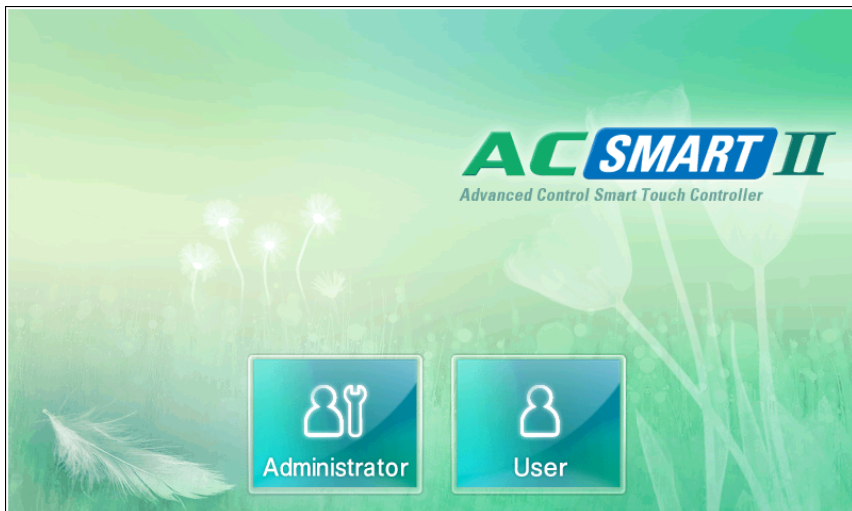 AC SMART II
Advanced Control Smart Touch Controller
Administrator
User